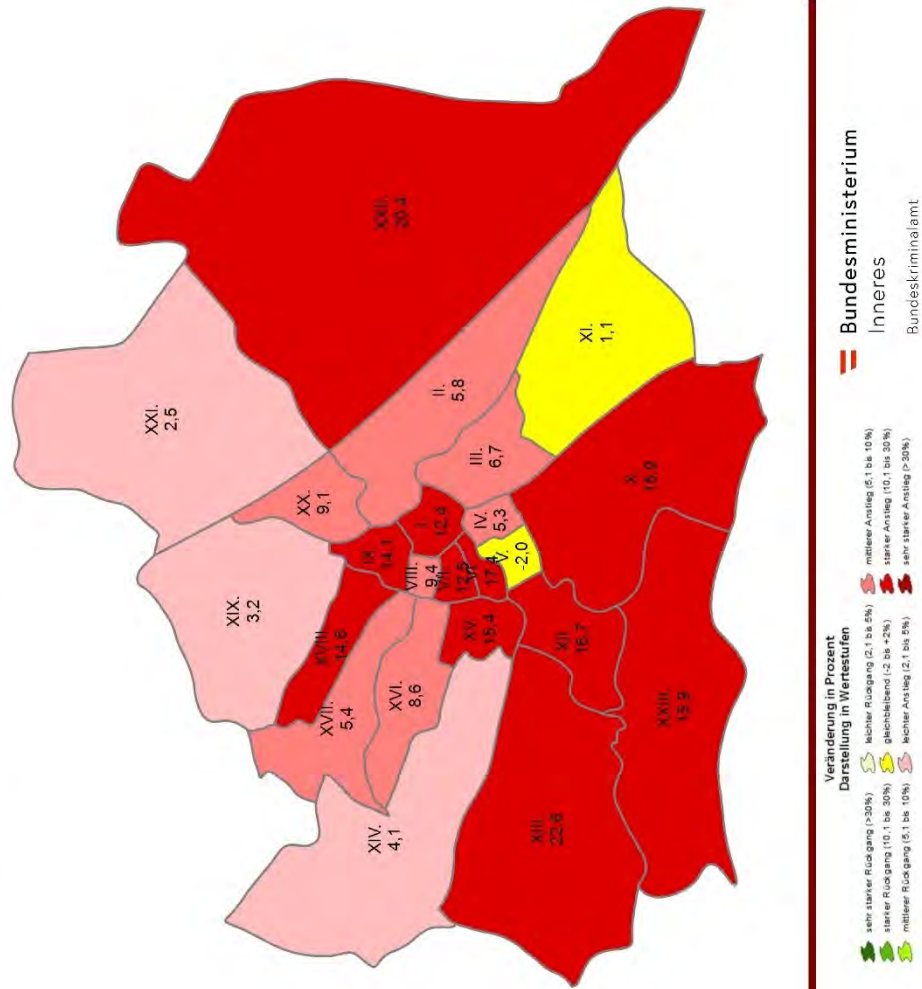 XXI.
2,5
XXII.
20,4
XIX.
3,2
XX.
9,1
II.
5,8
XVIII.
14,6
IX.
14,1
I.
12,4
III.
6,7
XI.
1,1
XVII.
5,4
VIII.
9,4
XVI.
8,6
VII.
12,5
VI.
17,4
IV.
5,3
V.
-2,0
XIV.
4,1
XV.
15,4
XIII.
22,6
XII.
16,7
X.
XXIII.
15,9
Veränderung in Prozent
Darstellung in Wertestufen
sehr starker Rückgang (>30%)
starker Rückgang (10,1 bis 30%)
mittlerer Rückgang (5,1 bis 10%)
leichter Rückgang (2,1 bis 5%)
gleichbleibend (-2 bis +2%)
leichter Anstieg (2,1 bis 5%)
mittlerer Anstieg (5,1 bis 10%)
starker Anstieg (10,1 bis 30%)
sehr starker Anstieg (>30%)
Bundesministerium
Inneres
Bundeskriminalamt